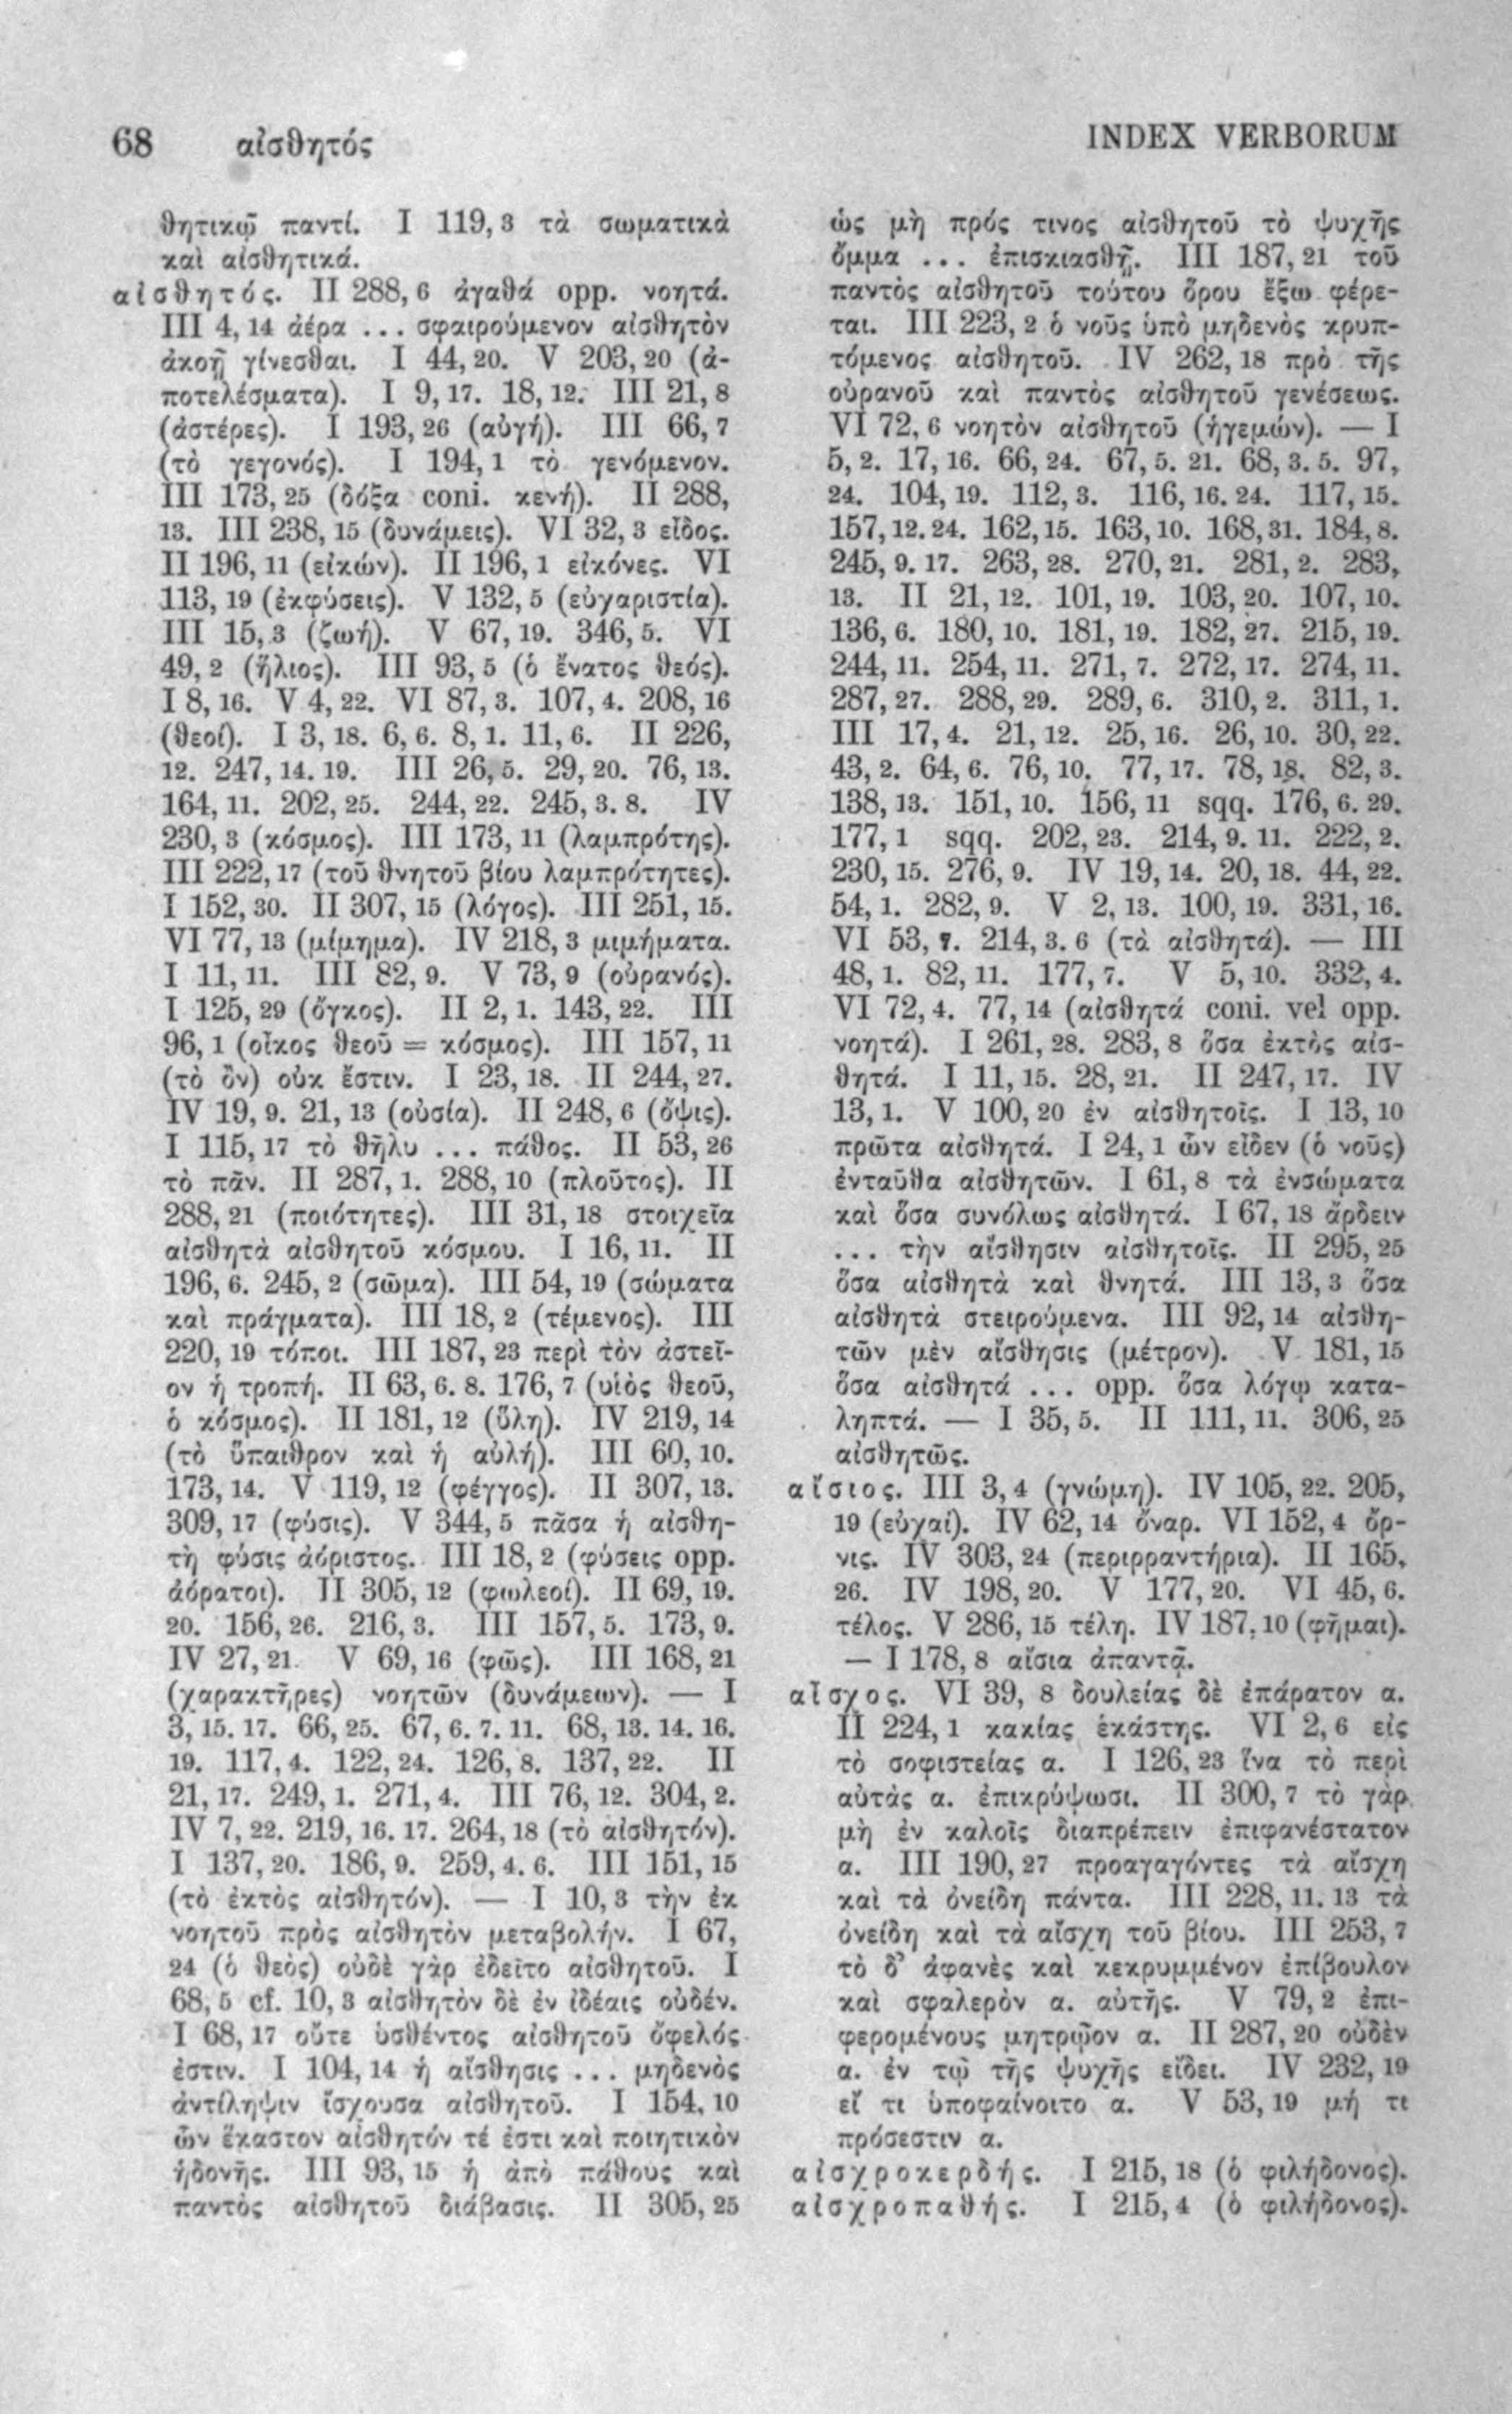 68 αἰσθητός INDEX VERBORUM
θητικῷ παντί. I 119, 3 τὰ σωματικὰ
καὶ αἰσθητικά.
αἰσθητός. II 288, 6 ἀγαθά opp. νοητά.
III 4, 14 ἀέρα ... σφαιρούμενον αἰσθητὸν
ἀκοῇ γίνεσθαι. I 44, 20. V 203, 20 (ἀ-
ποτελέσματα). I 9, 17. 18, 12. III 21, 8
(ἀστέρες). I 193, 26 (αὐγή). III 66, 7
(τὸ γεγονός). I 194, 1 τὸ γενόμενον.
III 173, 25 (δόξα coni. κενή). II 288,
13. III 238, 15 (δυνάμεις). VI 32, 3 εἶδος.
II 196, 11 (εἰκών). II 196, 1 εἰκόνες. VI
113, 19 (ἐκφύσεις). V 132, 5 (εὐχαριστία).
III 15, 3 (ζωή). V 67, 19. 346, 5. VI
49, 2 (ἥλιος). III 93, 5 (ὁ ἔνατος θεός).
I 8, 16. V 4, 22. VI 87, 3. 107, 4. 208, 16
(θεοί). I 3, 18. 6, 6. 8, 1. 11, 6. II 226,
12. 247, 14. 19. III 26, 5. 29, 20. 76, 13.
164, 11. 202, 25. 244, 22. 245, 3. 8. IV
230, 3 (κόσμος). III 173, 11 (λαμπρότης).
III 222, 17 (τοῦ θνητοῦ βίου λαμπρότητες).
I 152, 30. II 307, 15 (λόγος). III 251, 15.
VI 77, 13 (μίμημα). IV 218, 3 μιμήματα.
I 11, 11. III 82, 9. V 73, 9 (οὐρανός).
I 125, 29 (ὄγκος). II 2, 1. 143, 22. III
96, 1 (οἶκος θεοῦ = κόσμος). III 157, 11
(τὸ ὂν) οὐκ ἔστιν. I 23, 18. II 244, 27.
IV 19, 9. 21, 13 (οὐσία). II 248, 6 (ὄψις).
I 115, 17 τὸ θῆλυ ... πάθος. II 53, 26
τὸ πᾶν. II 287, 1. 288, 10 (πλοῦτος). II
288, 21 (ποιότητες). III 31, 18 στοιχεῖα
αἰσθητὰ αἰσθητοῦ κόσμου. I 16, 11. II
196, 6. 245, 2 (σῶμα). III 54, 19 (σώματα
καὶ πράγματα). III 18, 2 (τέμενος). III
220, 19 τόποι. III 187, 23 περὶ τὸν ἀστεῖ-
ον ἡ τροπή. II 63, 6. 8. 176, 7 (υἱὸς θεοῦ,
ὁ κόσμος). II 181, 12 (ὕλη). IV 219, 14
(τὸ ὕπαιθρον καὶ ἡ αὐλή). III 60, 10.
173, 14. V 119, 12 (φέγγος). II 307, 13.
309, 17 (φύσις). V 344, 5 πᾶσα ἡ αἰσθη-
τὴ φύσις ἀόριστος. III 18, 2 (φύσεις opp.
ἀόρατοι). II 305, 12 (φωλεοί). II 69, 19.
20. 156, 26. 216, 3. III 157, 5. 173, 9.
IV 27, 21. V 69, 16 (φῶς). III 168, 21
(χαρακτῆρες) νοητῶν (δυνάμεων). — I
3, 15. 17. 66, 25. 67, 6. 7. 11. 68, 13. 14. 16.
19. 117, 4. 122, 24. 126, 8. 137, 22. II
21, 17. 249, 1. 271, 4. III 76, 12. 304, 2.
IV 7, 22. 219, 16. 17. 264, 18 (τὸ αἰσθητόν).
I 137, 20. 186, 9. 259, 4. 6. III 151, 15
(τὸ ἐκτὸς αἰσθητόν). — I 10, 3 τὴν ἐκ
νοητοῦ πρὸς αἰσθητὸν μεταβολήν. I 67,
24 (ὁ θεὸς) οὐδὲ γὰρ ἐδεῖτο αἰσθητοῦ. I
68, 5 cf. 10, 3 αἰσθητὸν δὲ ἐν ἰδέαις οὐδέν.
I 68, 17 οὔτε ὑσθέντος αἰσθητοῦ ὄφελός
ἐστιν. I 104, 14 ἡ αἴσθησις ... μηδενὸς
ἀντίληψιν ἴσχουσα αἰσθητοῦ. I 154, 10
ὧν ἕκαστον αἰσθητόν τέ ἐστι καὶ ποιητικὸν
ἡδονῆς. III 93, 15 ἡ ἀπὸ πάθους καὶ
παντὸς αἰσθητοῦ διάβασις. II 305, 25
ὡς μὴ πρός τινος αἰσθητοῦ τὸ ψυχῆς
ὄμμα ... ἐπισκιασθῇ. III 187, 21 τοῦ
παντὸς αἰσθητοῦ τούτου ὅρου ἔξω φέρε-
ται. III 223, 2 ὁ νοῦς ὑπὸ μηδενὸς κρυπ-
τόμενος αἰσθητοῦ. IV 262, 18 πρὸ τῆς
οὐρανοῦ καὶ παντὸς αἰσθητοῦ γενέσεως.
VI 72, 6 νοητὸν αἰσθητοῦ (ἡγεμών). — I
5, 2. 17, 16. 66, 24. 67, 5. 21. 68, 3. 5. 97,
24. 104, 19. 112, 3. 116, 16. 24. 117, 15.
157, 12. 24. 162, 15. 163, 10. 168, 31. 184, 8.
245, 9. 17. 263, 28. 270, 21. 281, 2. 283,
13. II 21, 12. 101, 19. 103, 20. 107, 10.
136, 6. 180, 10. 181, 19. 182, 27. 215, 19.
244, 11. 254, 11. 271, 7. 272, 17. 274, 11.
287, 27. 288, 29. 289, 6. 310, 2. 311, 1.
III 17, 4. 21, 12. 25, 16. 26, 10. 30, 22.
43, 2. 64, 6. 76, 10. 77, 17. 78, 18. 82, 3.
138, 13. 151, 10. 156, 11 sqq. 176, 6. 29.
177, 1 sqq. 202, 23. 214, 9. 11. 222, 2.
230, 15. 276, 9. IV 19, 14. 20, 18. 44, 22.
54, 1. 282, 9. V 2, 13. 100, 19. 331, 16.
VI 53, 7. 214, 3. 6 (τὰ αἰσθητά). — III
48, 1. 82, 11. 177, 7. V 5, 10. 332, 4.
VI 72, 4. 77, 14 (αἰσθητά coni. vel opp.
νοητά). I 261, 28. 283, 8 ὅσα ἐκτὸς αἰσ-
θητά. I 11, 15. 28, 21. II 247, 17. IV
13, 1. V 100, 20 ἐν αἰσθητοῖς. I 13, 10
πρῶτα αἰσθητά. I 24, 1 ὧν εἶδεν (ὁ νοῦς)
ἐνταῦθα αἰσθητῶν. I 61, 8 τὰ ἐνσώματα
καὶ ὅσα συνόλως αἰσθητά. I 67, 18 ἄρδειν
... τὴν αἴσθησιν αἰσθητοῖς. II 295, 25
ὅσα αἰσθητὰ καὶ θνητά. III 13, 3 ὅσα
αἰσθητὰ στειρούμενα. III 92, 14 αἰσθη-
τῶν μὲν αἴσθησις (μέτρον). V 181, 15
ὅσα αἰσθητά ... opp. ὅσα λόγῳ κατα-
ληπτά. — I 35, 5. II 111, 11. 306, 25
αἰσθητῶς.
αἴσιος. III 3, 4 (γνώμη). IV 105, 22. 205,
19 (εὐχαί). IV 62, 14 ὄναρ. VI 152, 4 ὄρ-
νις. IV 303, 24 (περιρραντήρια). II 165,
26. IV 198, 20. V 177, 20. VI 45, 6.
τέλος. V 286, 15 τέλη. IV 187, 10 (φῆμαι).
— I 178, 8 αἴσια ἀπαντᾷ.
αἶσχος. VI 39, 8 δουλείας δὲ ἐπάρατον α.
II 224, 1 κακίας ἑκάστης. VI 2, 6 εἰς
τὸ σοφιστείας α. I 126, 23 ἵνα τὸ περὶ
αὐτὰς α. ἐπικρύψωσι. II 300, 7 τὸ γὰρ
μὴ ἐν καλοῖς διαπρέπειν ἐπιφανέστατον
α. III 190, 27 προαγαγόντες τὰ αἴσχη
καὶ τὰ ὀνείδη πάντα. III 228, 11. 13 τὰ
ὀνείδη καὶ τὰ αἴσχη τοῦ βίου. III 253, 7
τὸ δ’ ἀφανὲς καὶ κεκρυμμένον ἐπίβουλον
καὶ σφαλερὸν α. αὐτῆς. V 79, 2 ἐπι-
φερομένους μητρῷον α. II 287, 20 οὐδὲν
α. ἐν τῷ τῆς ψυχῆς εἴδει. IV 232, 19
εἴ τι ὑποφαίνοιτο α. V 53, 19 μή τι
πρόσεστιν α.
αἰσχροκερδής. I 215, 18 (ὁ φιλήδονος).
αἰσχροπαθής. I 215, 4 (ὁ φιλήδονος).